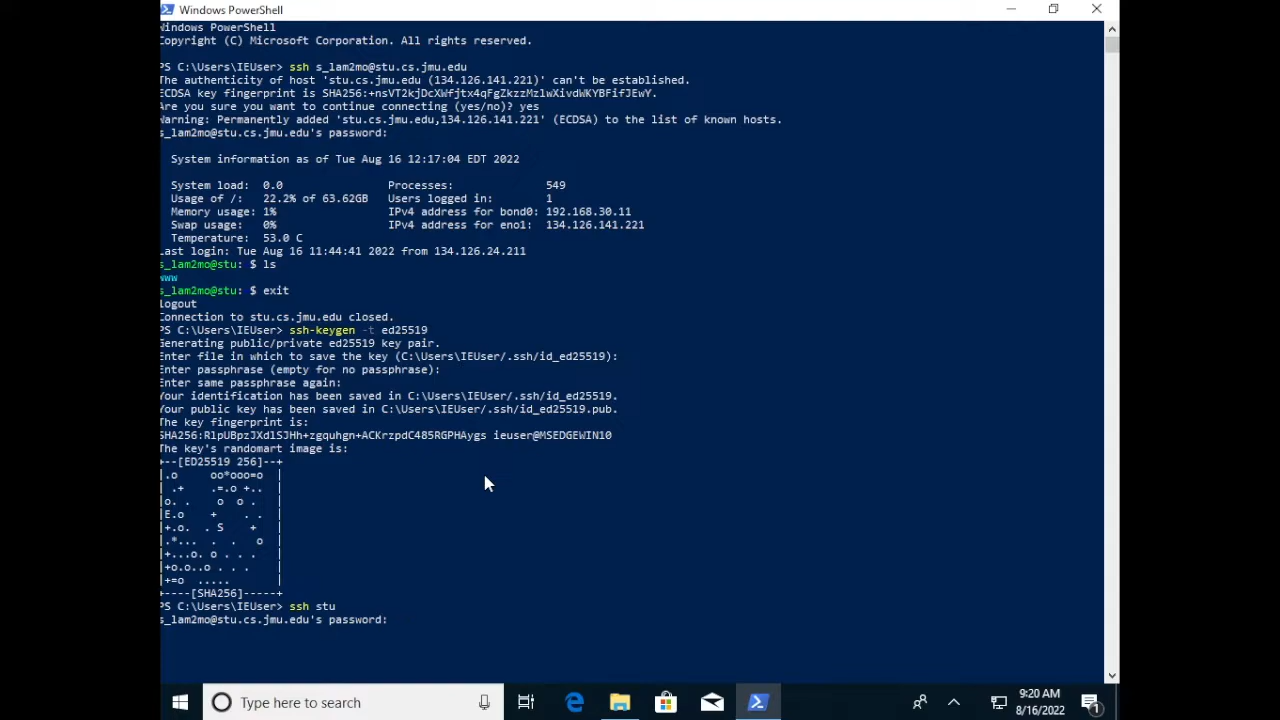 Windows PowerShell
Windows PowerShell
Copyright (C) Microsoft Corporation. All rights reserved.
PS C:\Users\IEUser> ssh s_lam2mo@stu.cs.jmu.edu
The authenticity of host 'stu.cs.jmu.edu (134.126.141.221)' can't be established.
ECDSA key fingerprint is SHA256:+nsVT2kjDcXWfjtx4qFgZkzzMzlwXivdWKYBFifJEwY.
Are you sure you want to continue connecting (yes/no)? yes
Warning: Permanently added 'stu.cs.jmu.edu,134.126.141.221' (ECDSA) to the list of known hosts.
s_lam2mo@stu.cs.jmu.edu's password:
System information as of Tue Aug 16 12:17:04 EDT 2022
System load: 0.0 Processes: 549
Usage of /: 22.2% of 63.62GB Users logged in: 1
Memory usage: 1% IPv4 address for bond0: 192.168.30.11
Swap usage: 0% IPv4 address for eno1: 134.126.141.221
Temperature: 53.0 C
Last login: Tue Aug 16 11:44:41 2022 from 134.126.24.211
s_lam2mo@stu: $ ls
www
s_lam2mo@stu: $ exit
logout
Connection to stu.cs.jmu.edu closed.
PS C:\Users\IEUser> ssh-keygen -t ed25519
Generating public/private ed25519 key pair.
Enter file in which to save the key (C:\Users\IEUser/.ssh/id_ed25519):
Enter passphrase (empty for no passphrase):
Enter same passphrase again:
Your identification has been saved in C:\Users\IEUser/.ssh/id_ed25519.
Your public key has been saved in C:\Users\IEUser/.ssh/id_ed25519.pub.
The key fingerprint is:
SHA256:RlpUBpzJXdlSJHh+zgquhgn+ACKrzpdC485RGPHAygs ieuser@MSEDGEWIN10
The key's randomart image is:
+--[ED25519 256]--+
|.o     oo*ooo=o  |
| .+    .=.o +..  |
|o. .    o  o .   |
|E.o    +    . .  |
|+.o.  . S    +   |
|.*...  .  .   o  |
|+...o. o . . .   |
|+o.o..o . . .    |
|+=o  .....       |
+----[SHA256]-----+
PS C:\Users\IEUser> ssh stu
s_lam2mo@stu.cs.jmu.edu's password:
Type here to search
9:20 AM
8/16/2022
1